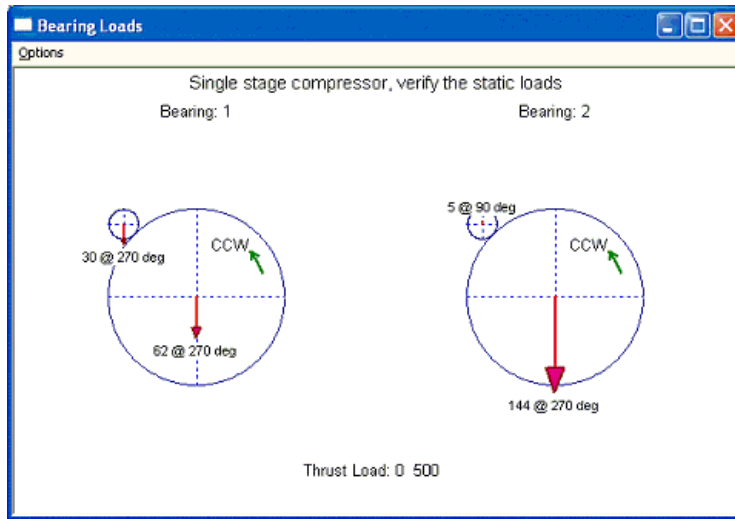 Bearing Loads
Options
Single stage compressor, verify the static loads
Bearing: 1
Bearing: 2
5 @ 90 deg
CCW
CCW
30 @ 270 deg
62 @ 270 deg
144 @ 270 deg
Thrust Load: 0 500